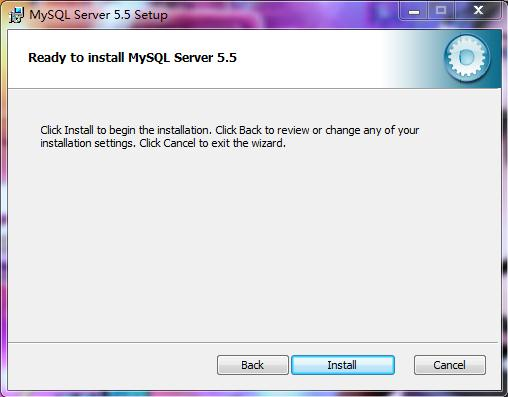 MySQL Server 5.5 Setup
Ready to install MySQL Server 5.5
Click Install to begin the installation. Click Back to review or change any of your
installation settings. Click Cancel to exit the wizard.
Back Install Cancel